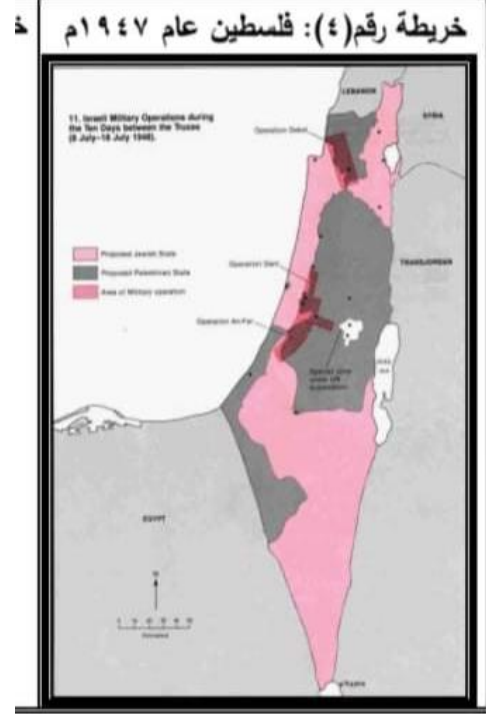 خريطة رقم(٤): فلسطين عام ١٩٤٧م
11. Israeli Military Operations during
the Ten Days between the Truces
(8 July–18 July 1948).
LEBANON
SYRIA
Operation Dekel
Proposed Jewish State
Proposed Palestinian State
Area of Military operation
TRANSJORDAN
Operation Dani
Operation An-Far
Special zone
under UN
EGYPT
N